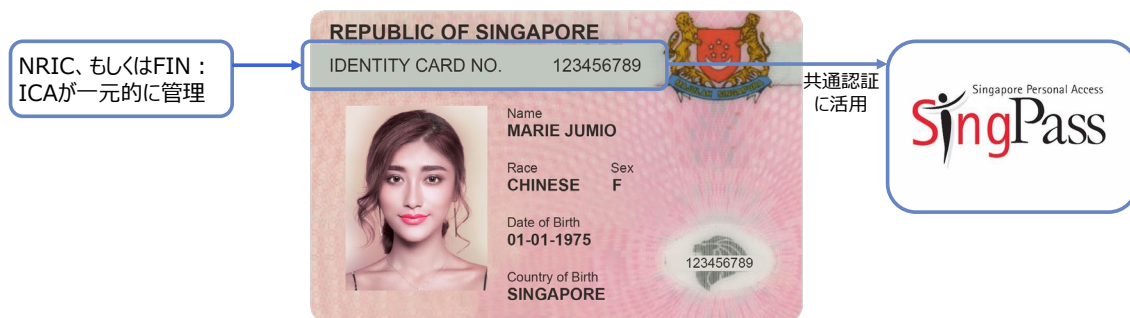 NRIC、もしくはFIN：
ICAが一元的に管理
REPUBLIC OF SINGAPORE
IDENTITY CARD NO. 123456789
Name
MARIE JUMIO
Race Sex
CHINESE F
Date of Birth
01-01-1975
Country of Birth
SINGAPORE
MAJULAH SINGAPURA
123456789
共通認証
に活用
Singapore Personal Access
SingPass